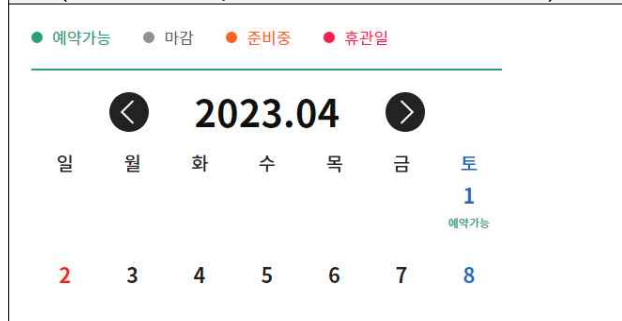 예약가능 마감 준비중 휴관일
2023.04
일 월 화 수 목 금 토
1
예약가능
2 3 4 5 6 7 8